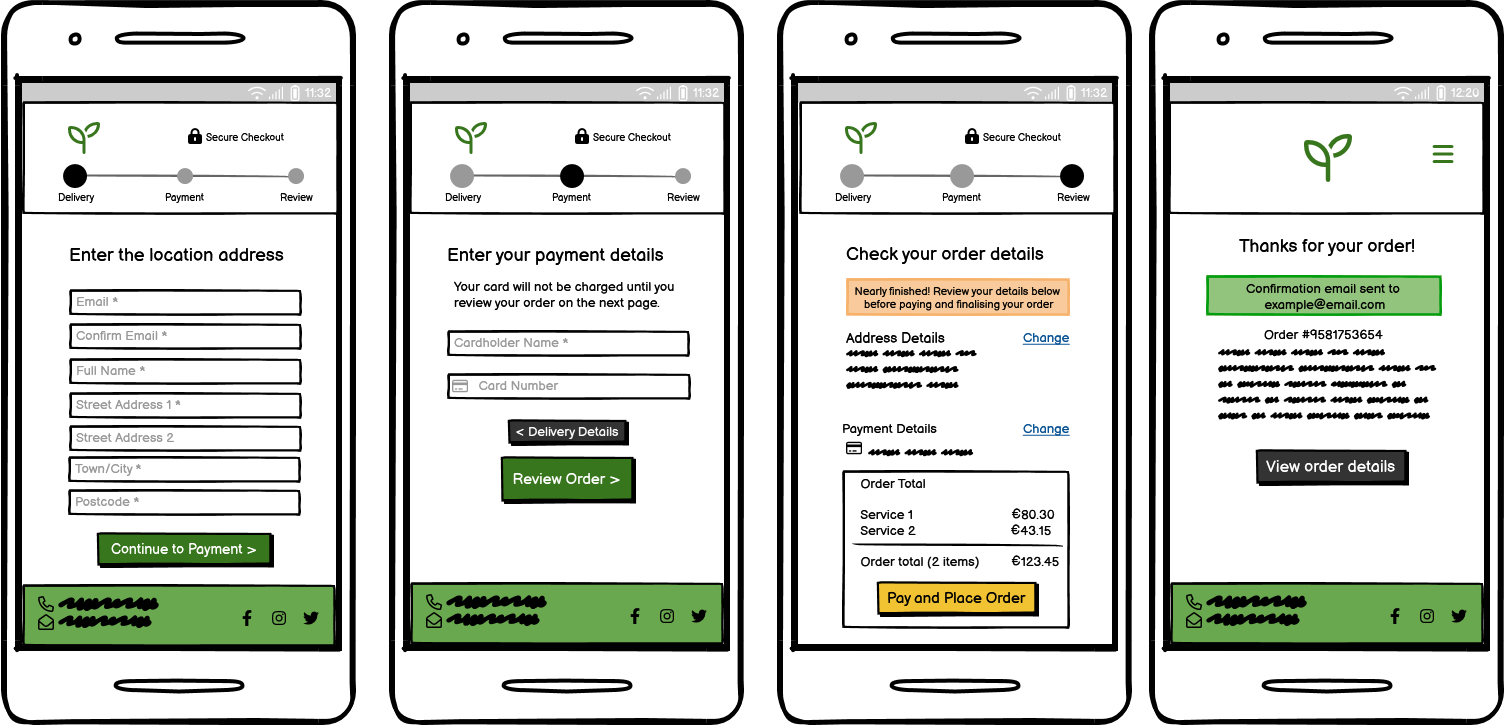 11:32
Secure Checkout
Delivery
Payment
Review
Enter the location address
Email *
Confirm Email *
Full Name *
Street Address 1 *
Street Address 2
Town/City *
Postcode *
Continue to Payment >
11:32
Secure Checkout
Delivery
Payment
Review
Enter your payment details
Your card will not be charged until you
review your order on the next page.
Cardholder Name *
Card Number
< Delivery Details
Review Order >
11:32
Secure Checkout
Delivery
Payment
Review
Check your order details
Nearly finished! Review your details below
before paying and finalising your order
Address Details Change
Payment Details Change
Order Total
Service 1 €80.30
Service 2 €43.15
Order total (2 items) €123.45
Pay and Place Order
12:20
Thanks for your order!
Confirmation email sent to
example@email.com
Order #9581753654
View order details